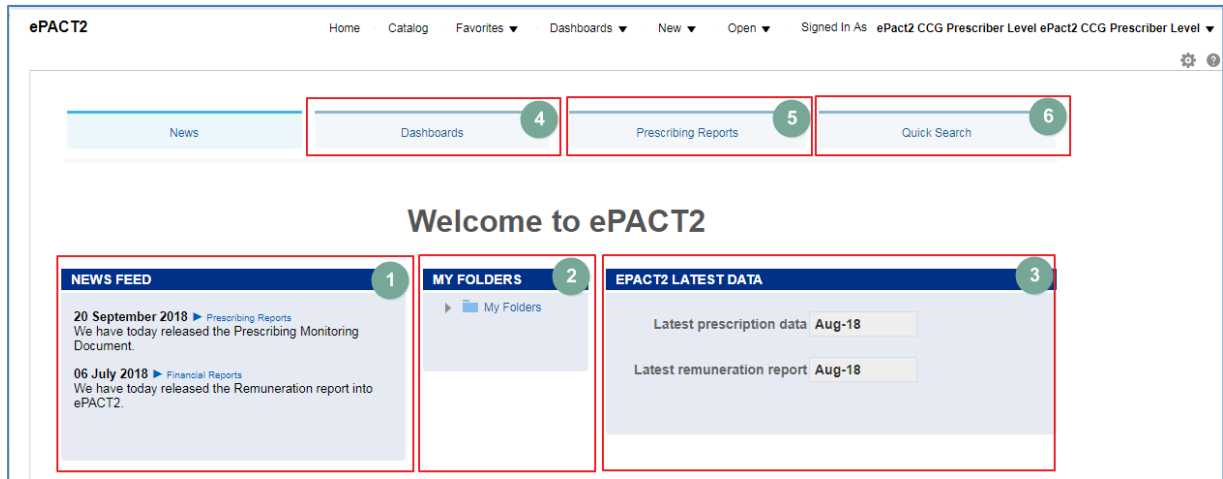 ePACT2
Home Catalog Favorites Dashboards New Open Signed In As ePact2 CCG Prescriber Level ePact2 CCG Prescriber Level
News
Dashboards
4
Prescribing Reports
5
Quick Search
6
Welcome to ePACT2
NEWS FEED
1
20 September 2018 Prescribing Reports
We have today released the Prescribing Monitoring
Document.
06 July 2018 Financial Reports
We have today released the Remuneration report into
ePACT2.
MY FOLDERS
2
My Folders
EPACT2 LATEST DATA
3
Latest prescription data Aug-18
Latest remuneration report Aug-18